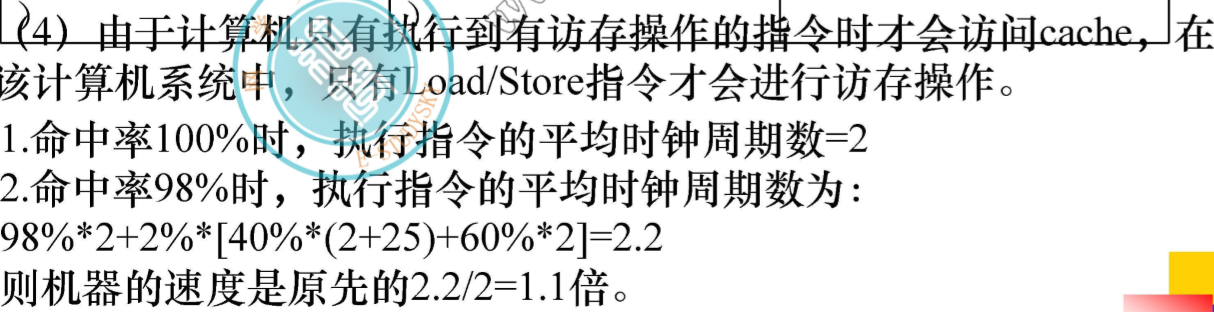 (4) 由于计算机只有执行到有访存操作的指令时才会访问cache，在
该计算机系统中，只有Load/Store指令才会进行访存操作。
1.命中率100%时，执行指令的平均时钟周期数=2
2.命中率98%时，执行指令的平均时钟周期数为：
98%*2+2%*[40%*(2+25)+60%*2]=2.2
则机器的速度是原先的2.2/2=1.1倍。